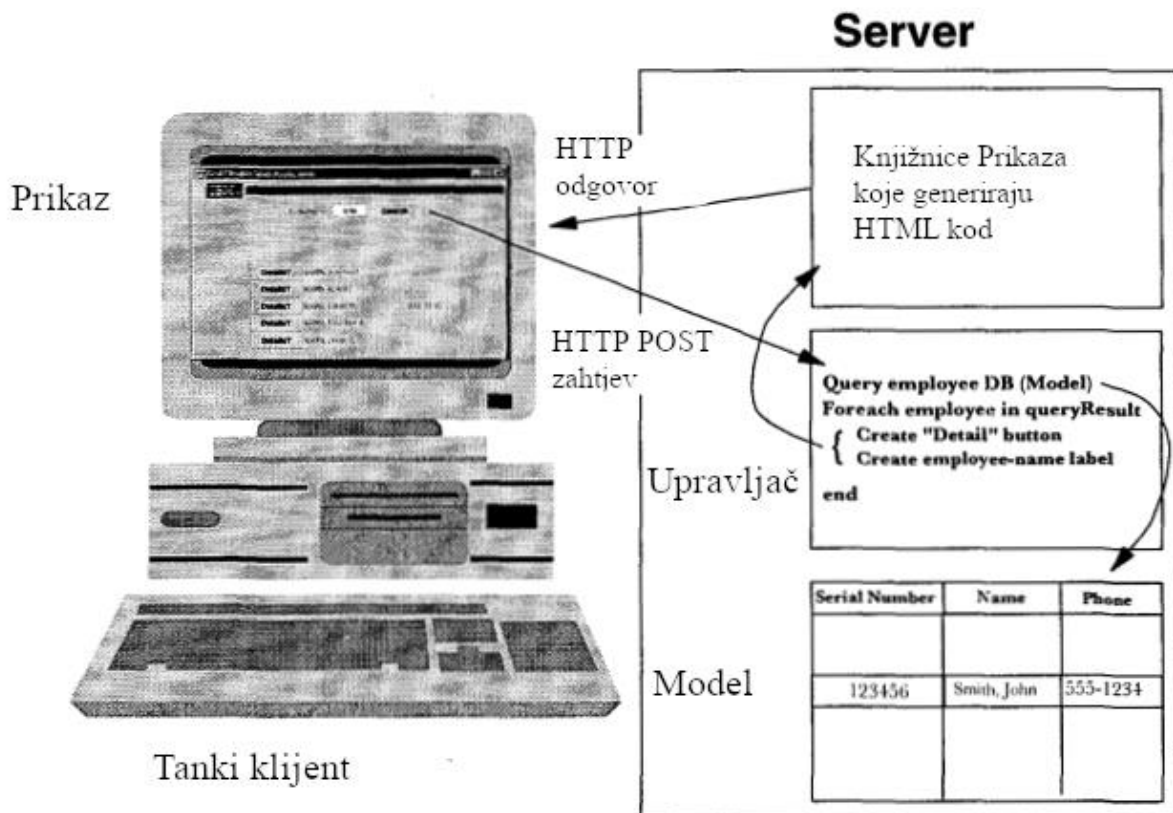 Server
Prikaz
HTTP
odgovor
Knjižnice Prikaza
koje generiraju
HTML kod
HTTP POST
zahtjev
Query employee DB (Model)
Foreach employee in queryResult
{ Create "Detail" button
Create employee-name label
end
Upravljač
Serial Number Name Phone
123456 Smith, John 555-1234
Model
Tanki klijent